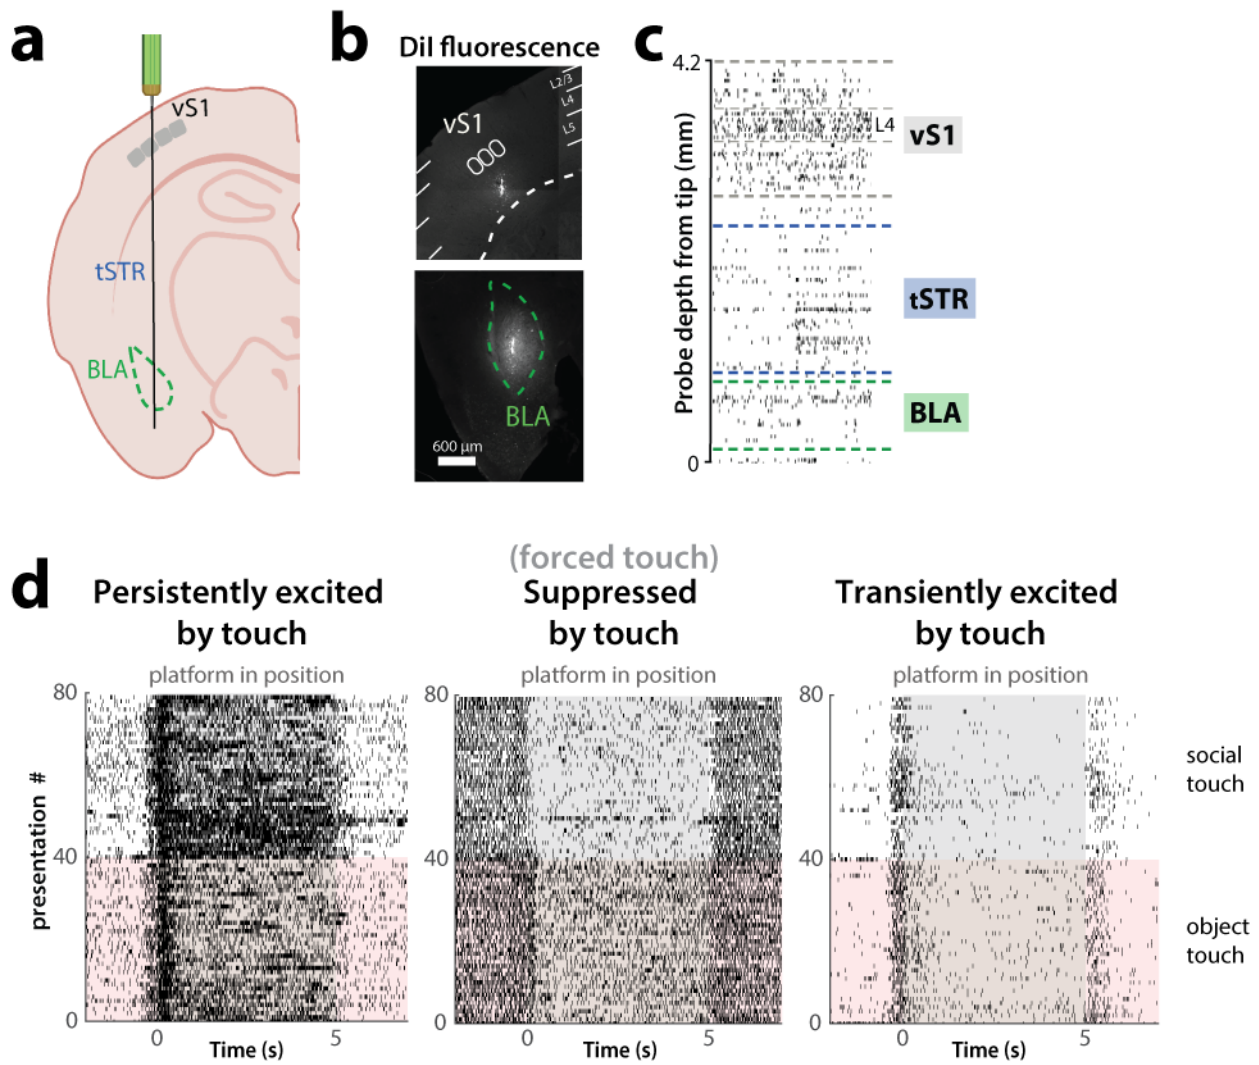 a
vS1
tSTR
BLA
b
DiI fluorescence
L2/3
L4
L5
vS1
BLA
600 µm
c
4.2
Probe depth from tip (mm)
0
L4
vS1
tSTR
BLA
d
(forced touch)
Persistently excited
by touch
Suppressed
by touch
Transiently excited
by touch
platform in position
platform in position
platform in position
presentation #
80
40
0
0
5
Time (s)
80
40
0
0
5
Time (s)
80
40
0
0
5
Time (s)
social
touch
object
touch